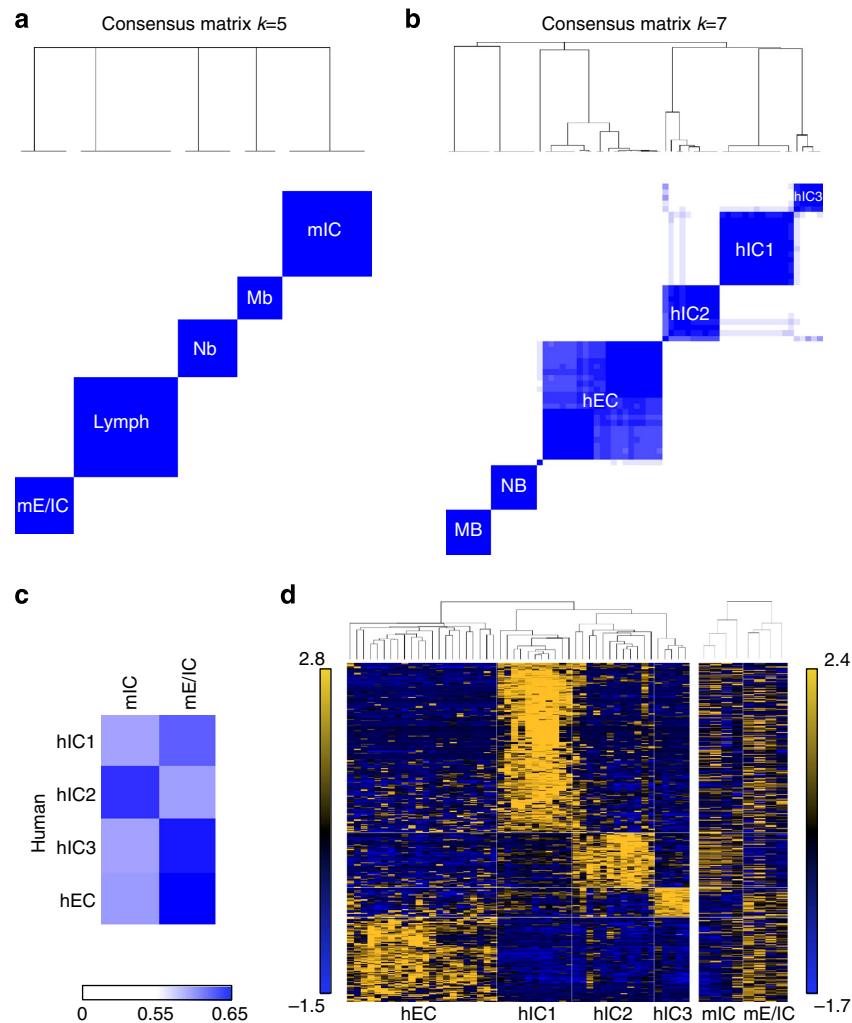 a
Consensus matrix k=5
mIC
Mb
Nb
Lymph
mE/IC
b
Consensus matrix k=7
hIC3
hIC1
hIC2
hEC
NB
MB
c
mIC
mE/IC
Human
hIC1
hIC2
hIC3
hEC
0
0.55
0.65
d
2.8
−1.5
2.4
−1.7
hEC
hIC1
hIC2
hIC3
mIC
mE/IC